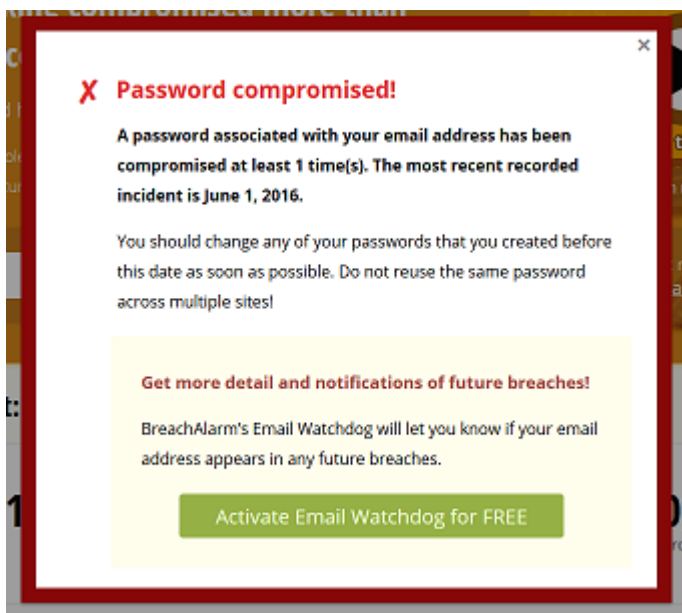 compromised more than
×
✗ Password compromised!
A password associated with your email address has been
compromised at least 1 time(s). The most recent recorded
incident is June 1, 2016.
You should change any of your passwords that you created before
this date as soon as possible. Do not reuse the same password
across multiple sites!
Get more detail and notifications of future breaches!
BreachAlarm's Email Watchdog will let you know if your email
address appears in any future breaches.
Activate Email Watchdog for FREE